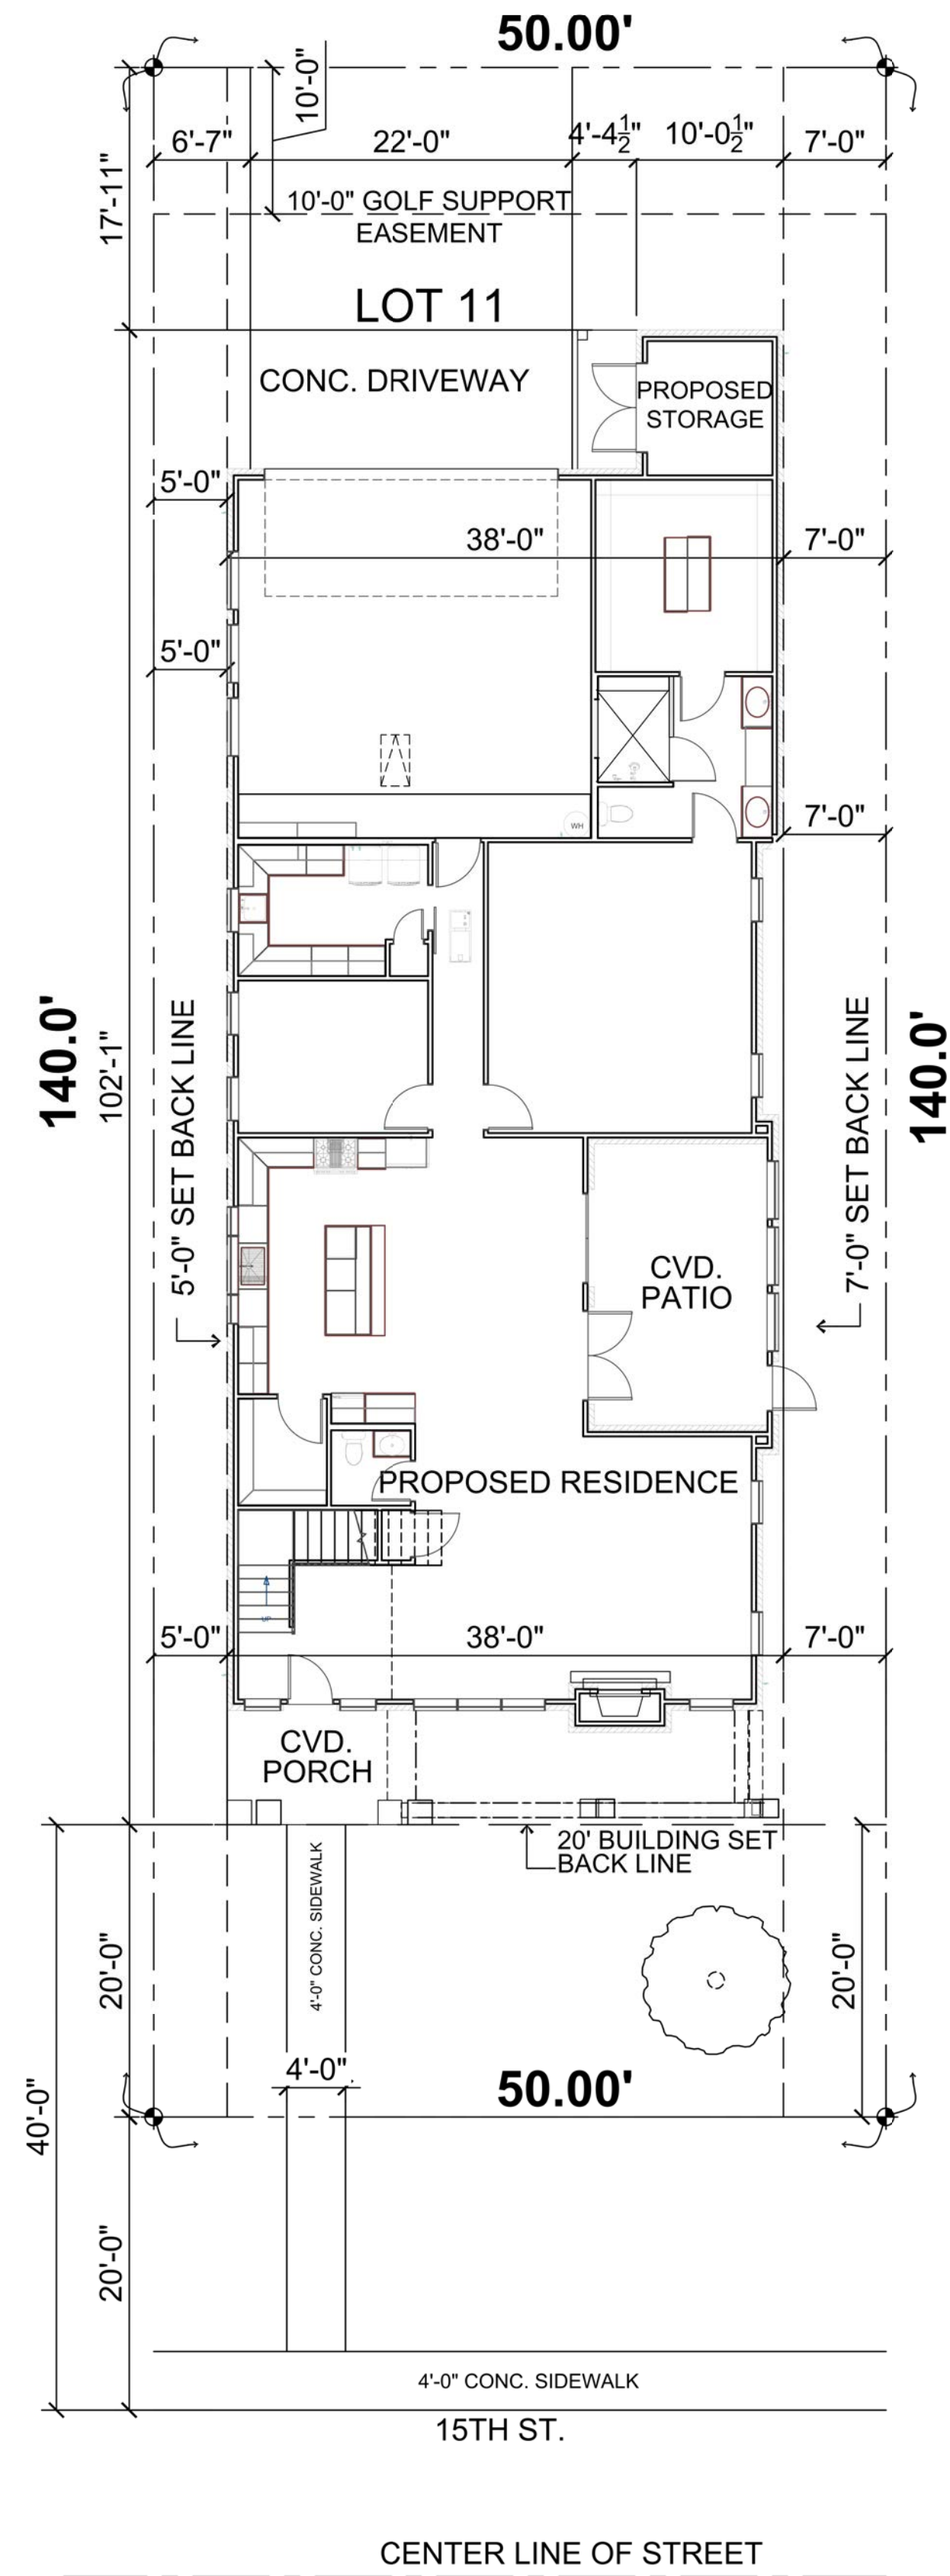 50.00'
10'-0"
6'-7"
22'-0"
4'-4½"
10'-0½"
7'-0"
17'-11"
10'-0" GOLF SUPPORT
EASEMENT
LOT 11
CONC. DRIVEWAY
PROPOSED
STORAGE
5'-0"
38'-0"
7'-0"
5'-0"
WH
7'-0"
140.0'
102'-1"
5'-0" SET BACK LINE
7'-0" SET BACK LINE
140.0'
CVD.
PATIO
PROPOSED RESIDENCE
UP
5'-0"
38'-0"
7'-0"
CVD.
PORCH
20' BUILDING SET
BACK LINE
4'-0" CONC. SIDEWALK
20'-0"
20'-0"
4'-0"
50.00'
40'-0"
20'-0"
4'-0" CONC. SIDEWALK
15TH ST.
CENTER LINE OF STREET